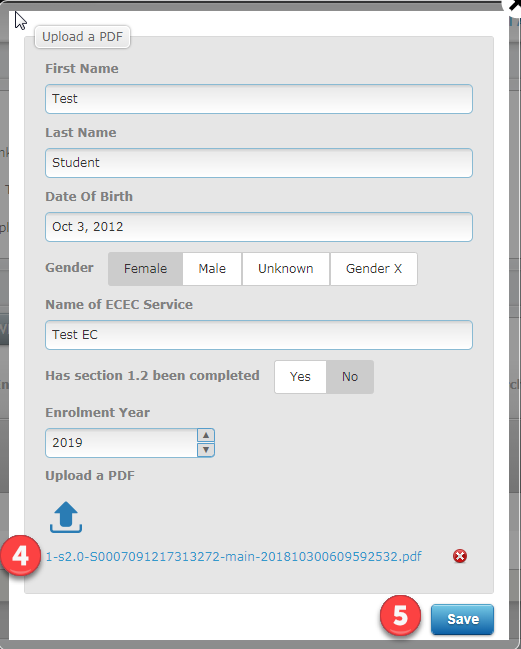 Upload a PDF
First Name
Test
Last Name
Student
Date Of Birth
Oct 3, 2012
Gender Female Male Unknown Gender X
Name of ECEC Service
Test EC
Has section 1.2 been completed Yes No
Enrolment Year
2019
Upload a PDF
4 1-s2.0-S0007091217313272-main-201810300609592532.pdf
5 Save